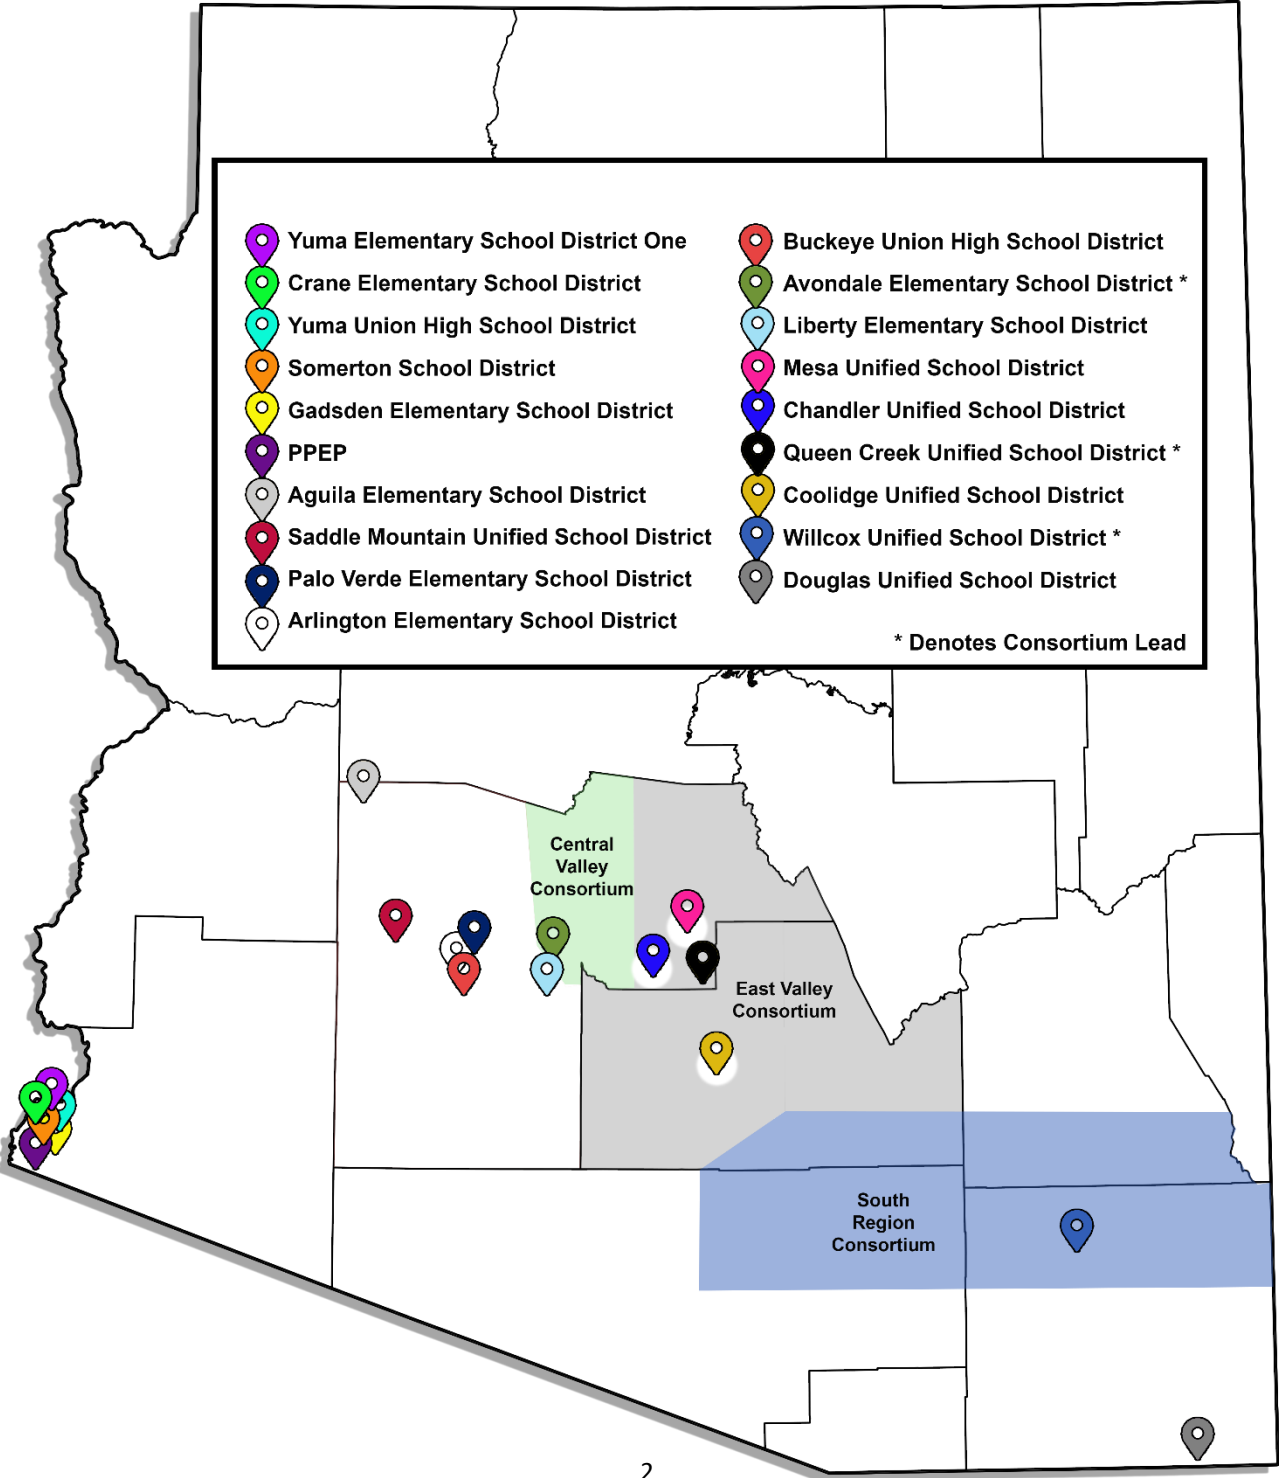 Yuma Elementary School District One
Crane Elementary School District
Yuma Union High School District
Somerton School District
Gadsden Elementary School District
PPEP
Aguila Elementary School District
Saddle Mountain Unified School District
Palo Verde Elementary School District
Arlington Elementary School District
Buckeye Union High School District
Avondale Elementary School District *
Liberty Elementary School District
Mesa Unified School District
Chandler Unified School District
Queen Creek Unified School District *
Coolidge Unified School District
Willcox Unified School District *
Douglas Unified School District
* Denotes Consortium Lead
Central
Valley
Consortium
East Valley
Consortium
South
Region
Consortium
2